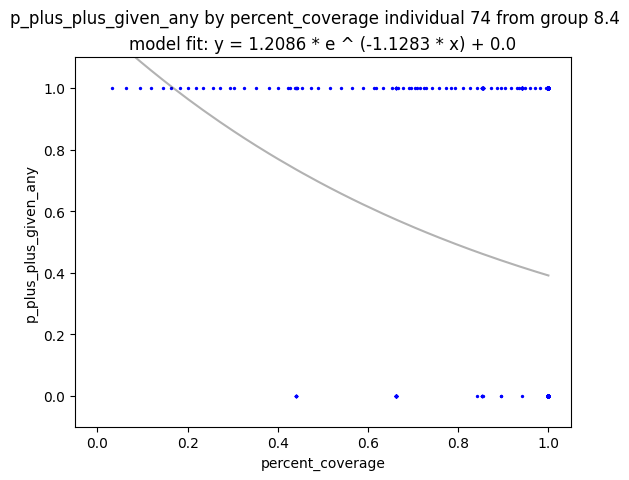 p_plus_plus_given_any by percent_coverage individual 74 from group 8.4
model fit: y = 1.2086 * e ^ (-1.1283 * x) + 0.0
1.0
0.8
0.6
0.4
0.2
0.0
p_plus_plus_given_any
0.0 0.2 0.4 0.6 0.8 1.0
percent_coverage